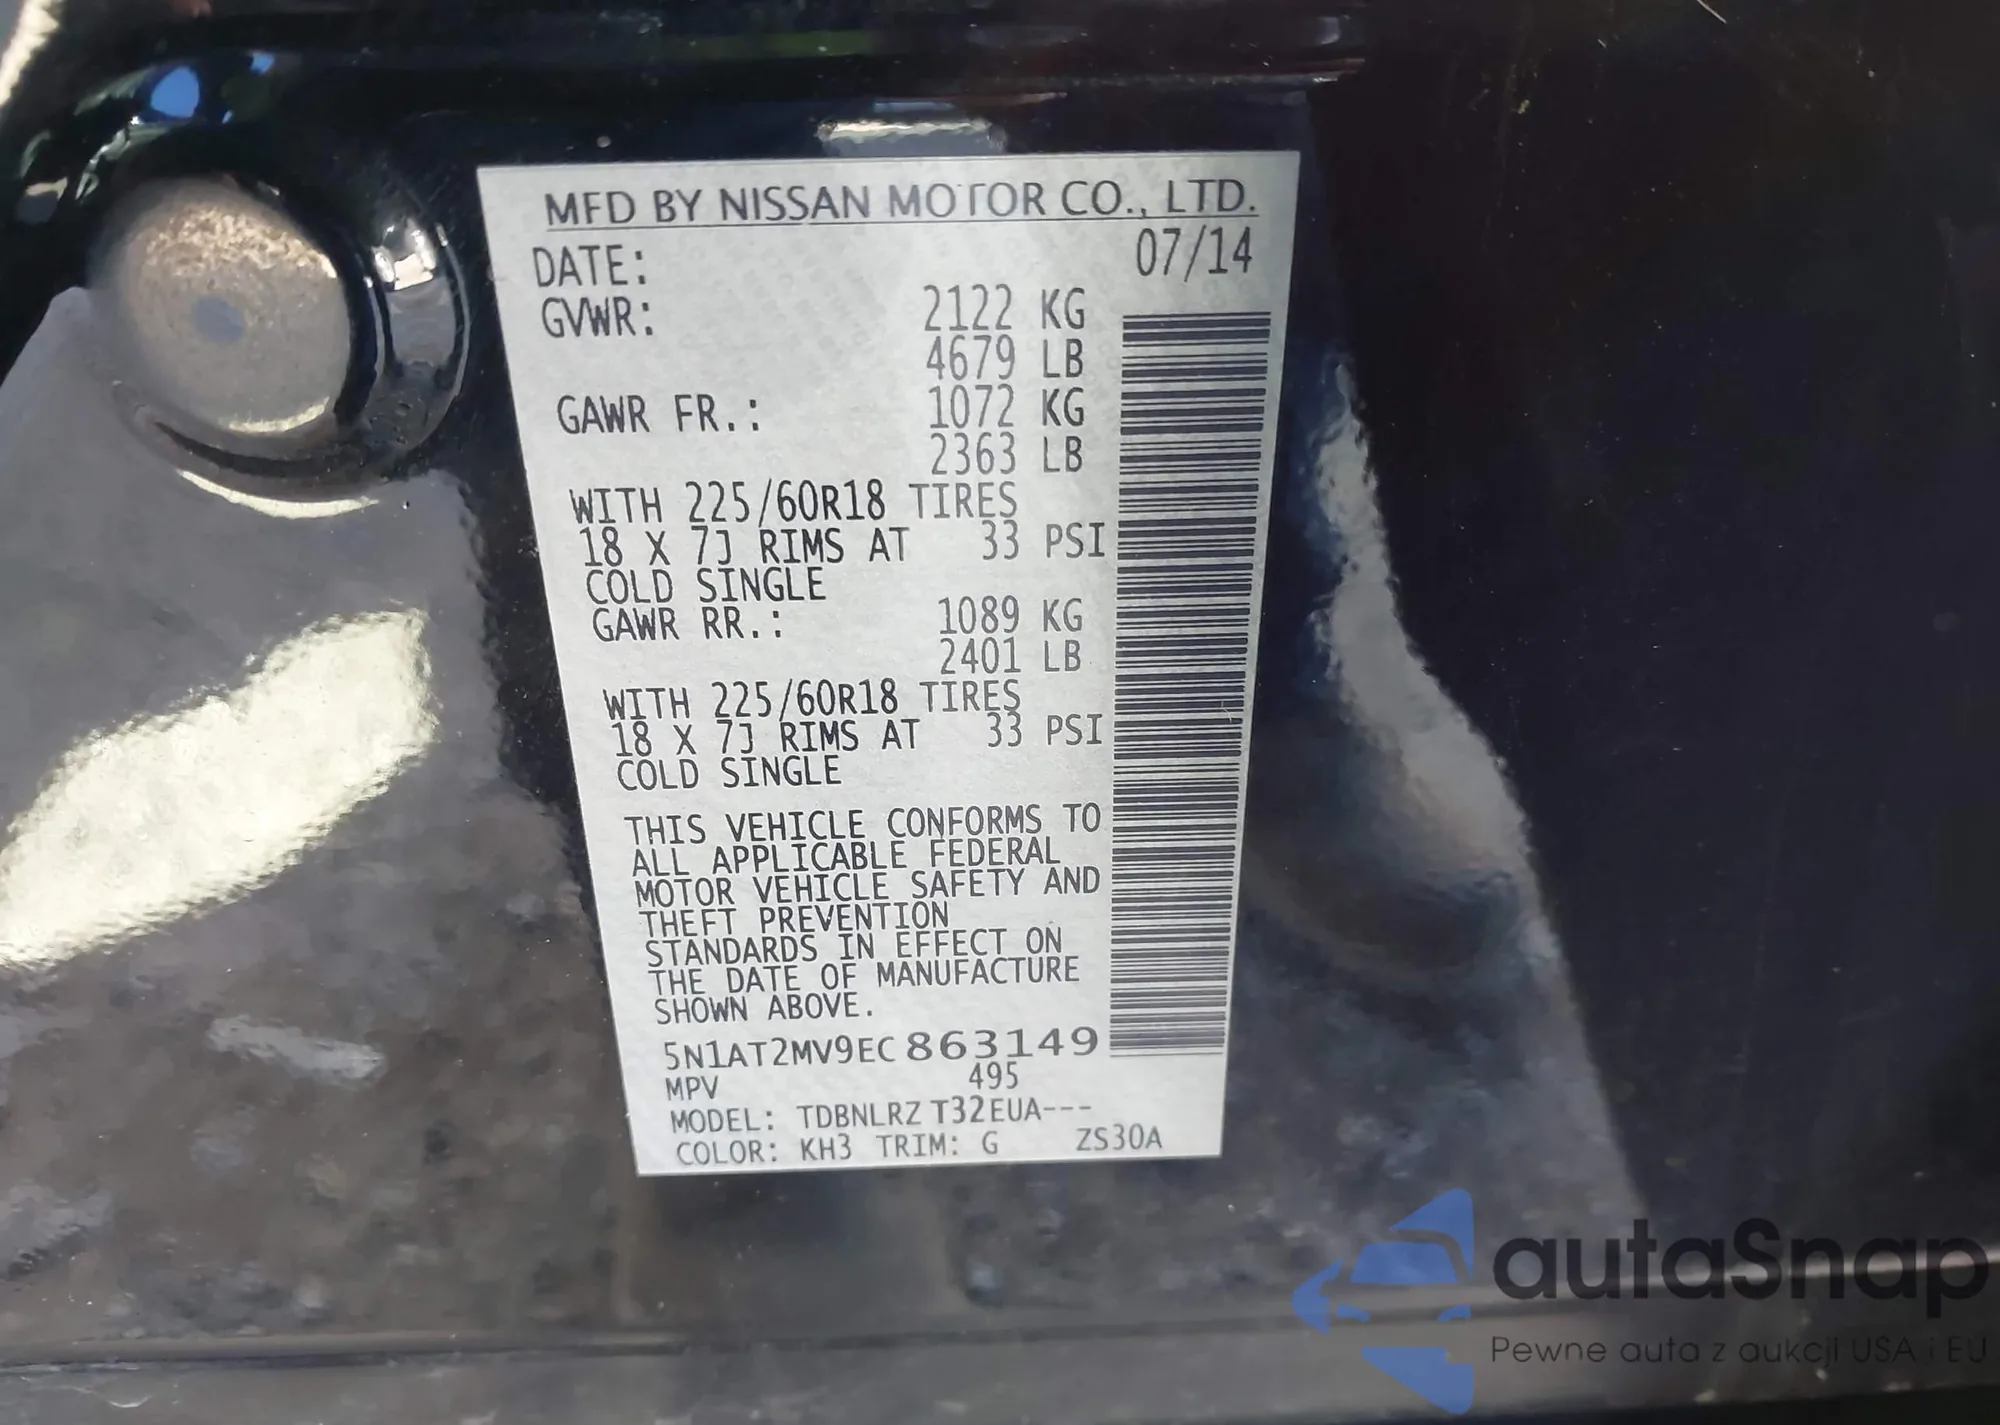 MFD BY NISSAN MOTOR CO., LTD.
DATE: 07/14
GVWR: 2122 KG
4679 LB
GAWR FR.: 1072 KG
2363 LB
WITH 225/60R18 TIRES
18 X 7J RIMS AT 33 PSI
COLD SINGLE
GAWR RR.: 1089 KG
2401 LB
WITH 225/60R18 TIRES
18 X 7J RIMS AT 33 PSI
COLD SINGLE
THIS VEHICLE CONFORMS TO
ALL APPLICABLE FEDERAL
MOTOR VEHICLE SAFETY AND
THEFT PREVENTION
STANDARDS IN EFFECT ON
THE DATE OF MANUFACTURE
SHOWN ABOVE.
5N1AT2MV9EC863149
MPV 495
MODEL: TDBNLRZ T32EUA---
COLOR: KH3 TRIM: G ZS30A
autaSnap
Pewne auta z aukcji USA i EU